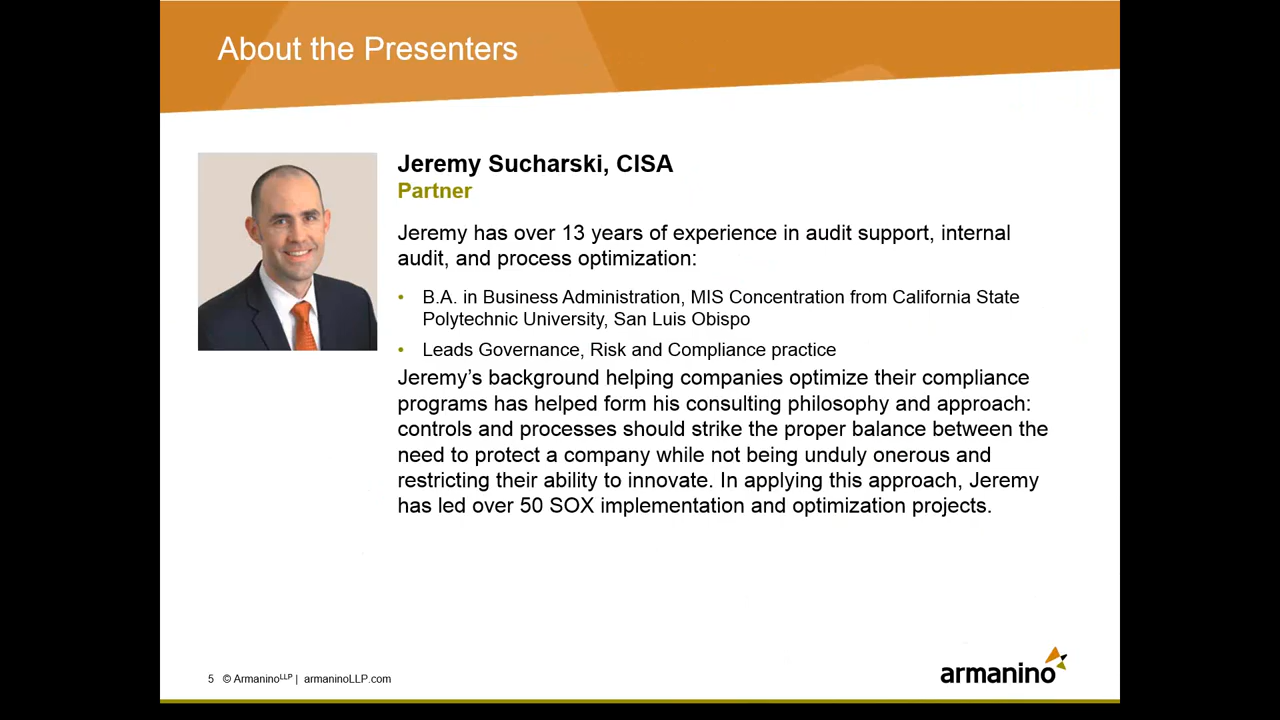 About the Presenters
Jeremy Sucharski, CISA
Partner
Jeremy has over 13 years of experience in audit support, internal
audit, and process optimization:
• B.A. in Business Administration, MIS Concentration from California State
Polytechnic University, San Luis Obispo
• Leads Governance, Risk and Compliance practice
Jeremy’s background helping companies optimize their compliance
programs has helped form his consulting philosophy and approach:
controls and processes should strike the proper balance between the
need to protect a company while not being unduly onerous and
restricting their ability to innovate. In applying this approach, Jeremy
has led over 50 SOX implementation and optimization projects.
5 © ArmaninoLLP | armaninoLLP.com
armanino